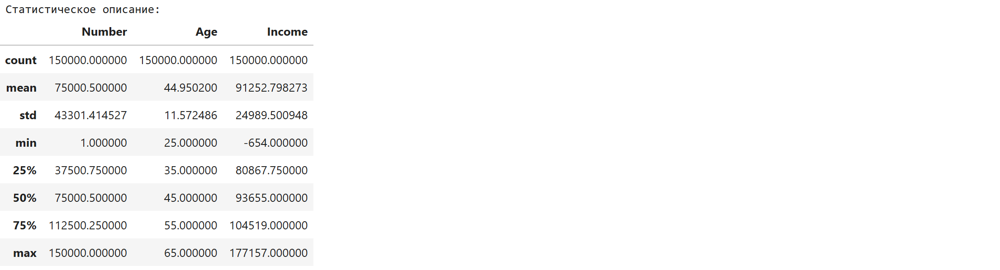 Статистическое описание:
Number Age Income
count 150000.000000 150000.000000 150000.000000
mean 75000.500000 44.950200 91252.798273
std 43301.414527 11.572486 24989.500948
min 1.000000 25.000000 -654.000000
25% 37500.750000 35.000000 80867.750000
50% 75000.500000 45.000000 93655.000000
75% 112500.250000 55.000000 104519.000000
max 150000.000000 65.000000 177157.000000